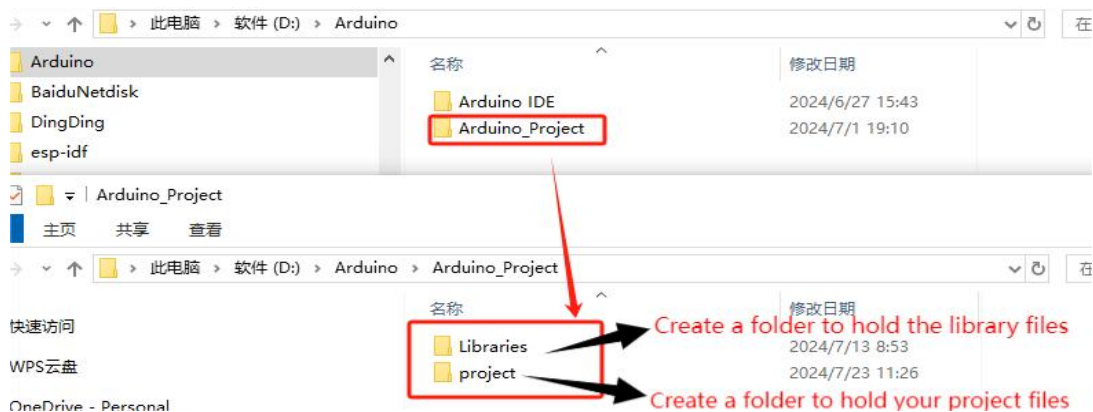 此电脑 > 软件 (D:) > Arduino
在
Arduino
BaiduNetdisk
DingDing
esp-idf
名称
修改日期
Arduino IDE
2024/6/27 15:43
Arduino_Project
2024/7/1 19:10
Arduino_Project
主页
共享
查看
此电脑 > 软件 (D:) > Arduino > Arduino_Project
在
快速访问
WPS云盘
OneDrive - Personal
名称
修改日期
Create a folder to hold the library files
Libraries
2024/7/13 8:53
project
2024/7/23 11:26
Create a folder to hold your project files